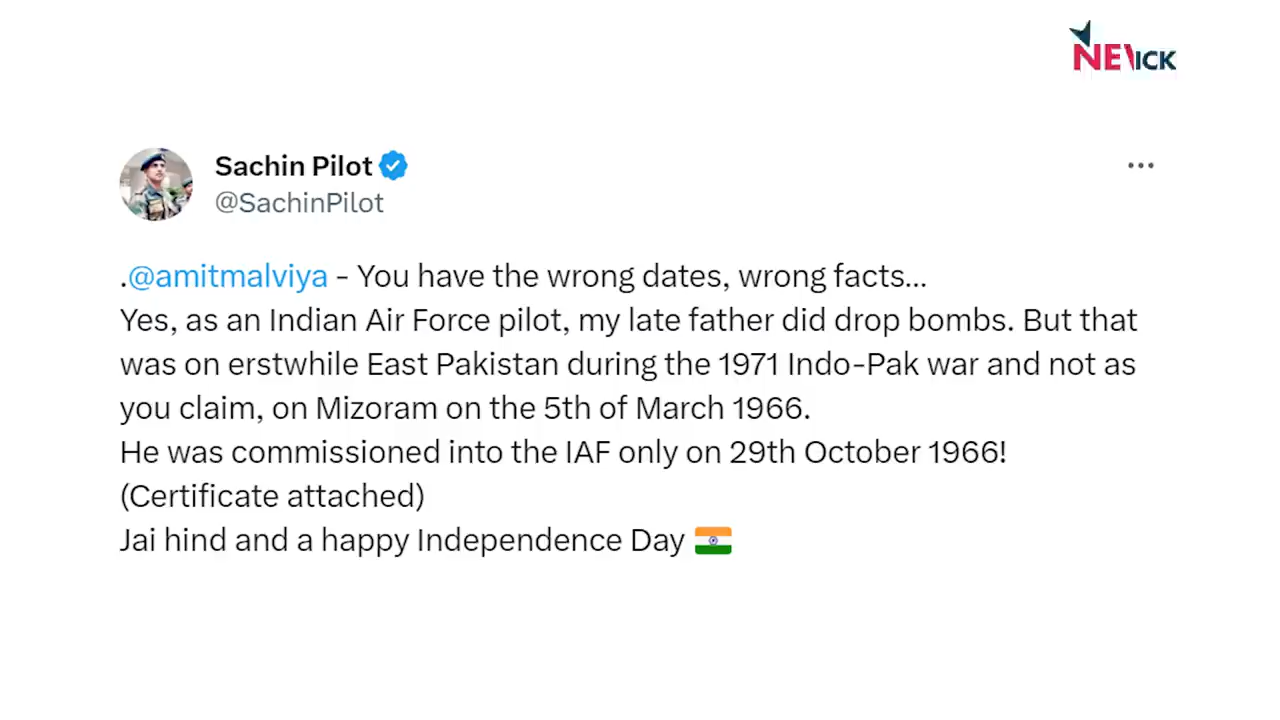 NEWICK
Sachin Pilot
@SachinPilot
.@amitmalviya - You have the wrong dates, wrong facts...
Yes, as an Indian Air Force pilot, my late father did drop bombs. But that
was on erstwhile East Pakistan during the 1971 Indo-Pak war and not as
you claim, on Mizoram on the 5th of March 1966.
He was commissioned into the IAF only on 29th October 1966!
(Certificate attached)
Jai hind and a happy Independence Day 🇮🇳